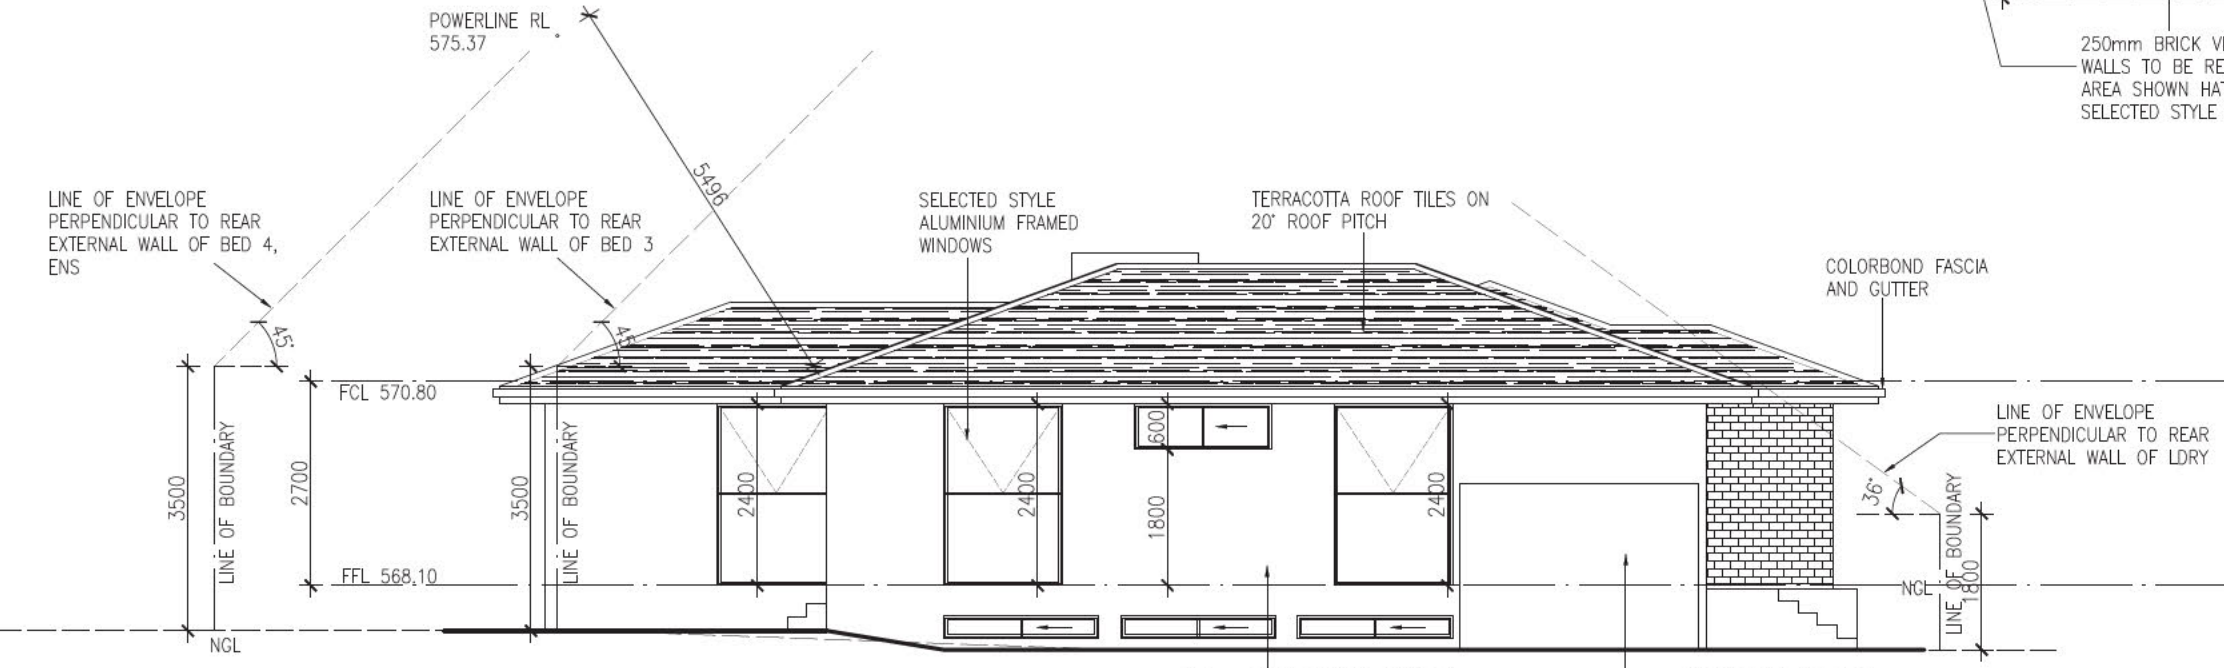 POWERLINE RL
575.37
250mm BRICK
WALLS TO BE
AREA SHOWN
SELECTED STYLE
5496
LINE OF ENVELOPE
PERPENDICULAR TO REAR
EXTERNAL WALL OF BED 4,
ENS
LINE OF ENVELOPE
PERPENDICULAR TO REAR
EXTERNAL WALL OF BED 3
SELECTED STYLE
ALUMINIUM FRAMED
WINDOWS
TERRACOTTA ROOF TILES ON
20° ROOF PITCH
COLORBOND FASCIA
AND GUTTER
45°
45°
FCL 570.80
LINE OF ENVELOPE
PERPENDICULAR TO REAR
EXTERNAL WALL OF LDRY
36°
3500
LINE OF BOUNDARY
2700
3500
LINE OF BOUNDARY
2400
2400
600
1800
2400
LINE OF BOUNDARY
1800
FFL 568.10
NGL
NGL